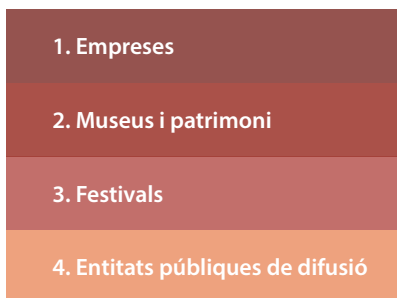 1. Empreses
2. Museus i patrimoni
3. Festivals
4. Entitats públiques de difusió